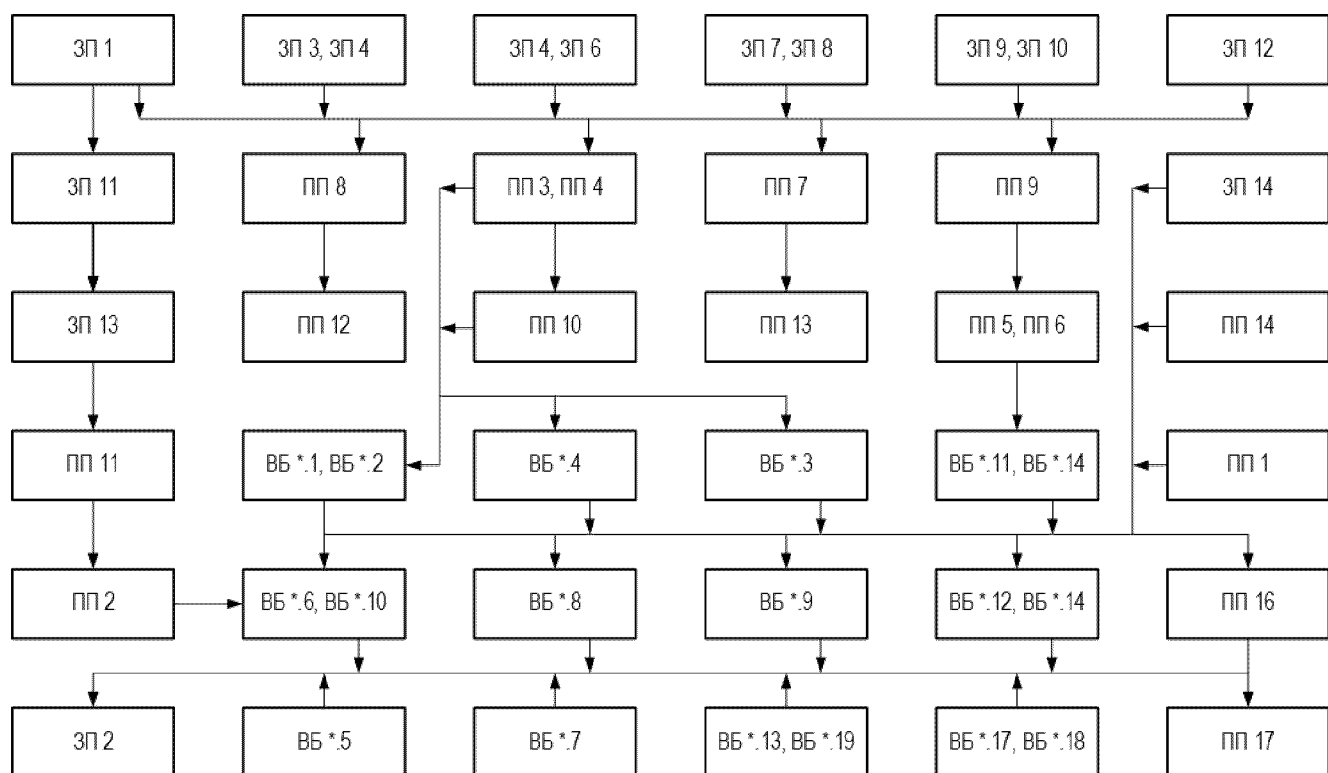 ЗП 1
ЗП 3, ЗП 4
ЗП 4, ЗП 6
ЗП 7, ЗП 8
ЗП 9, ЗП 10
ЗП 12
ЗП 11
ПП 8
ПП 3, ПП 4
ПП 7
ПП 9
ЗП 14
ЗП 13
ПП 12
ПП 10
ПП 13
ПП 5, ПП 6
ПП 14
ПП 11
ВБ *.1, ВБ *.2
ВБ *.4
ВБ *.3
ВБ *.11, ВБ *.14
ПП 1
ПП 2
ВБ *.6, ВБ *.10
ВБ *.8
ВБ *.9
ВБ *.12, ВБ *.14
ПП 16
ЗП 2
ВБ *.5
ВБ *.7
ВБ *.13, ВБ *.19
ВБ *.17, ВБ *.18
ПП 17